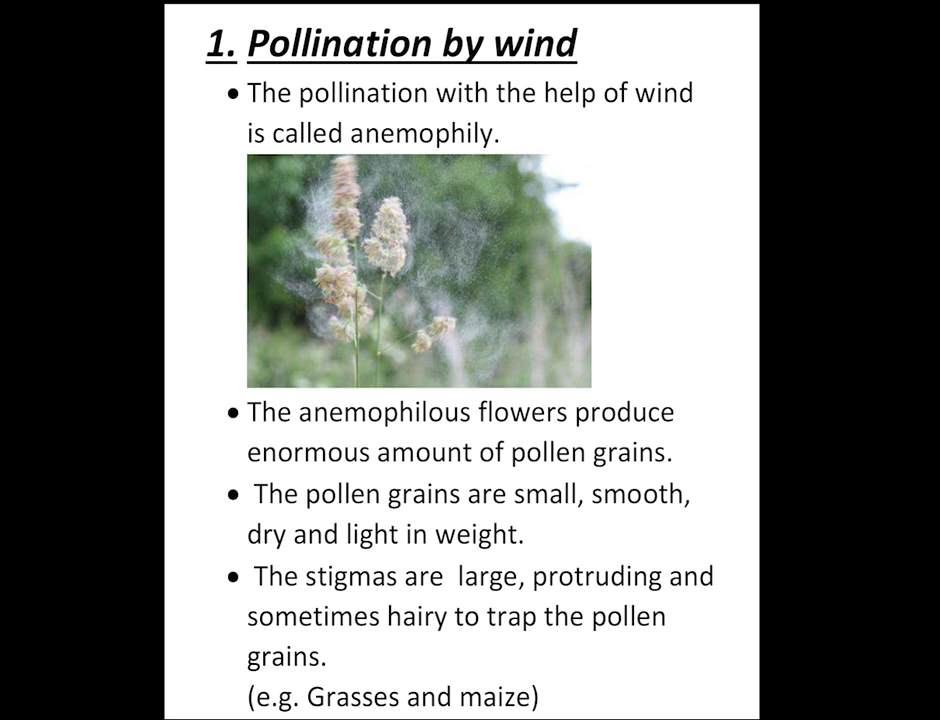 1. Pollination by wind
• The pollination with the help of wind
is called anemophily.
• The anemophilous flowers produce
enormous amount of pollen grains.
• The pollen grains are small, smooth,
dry and light in weight.
• The stigmas are large, protruding and
sometimes hairy to trap the pollen
grains.
(e.g. Grasses and maize)